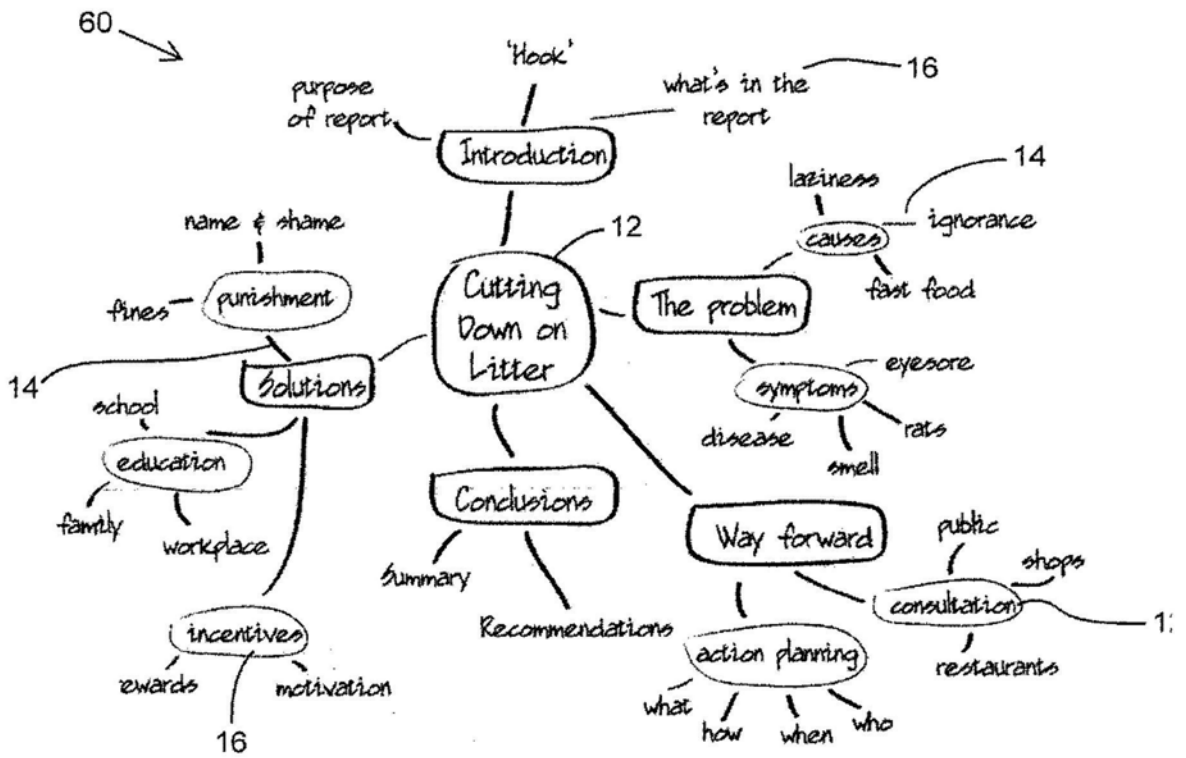 60
'Hook'
16
purpose
of report
what's in the
report
Introduction
14
laziness
ignorance
causes
fast food
name & shame
12
punishment
fines
Cutting
Down on
Litter
The problem
14
Solutions
eyesore
symptoms
rats
disease
smell
school
education
family
workplace
Conclusions
Summary
Recommendations
Way forward
public
shops
consultation
restaurants
1:
incentives
ewards
motivation
16
action planning
what
how
when
who